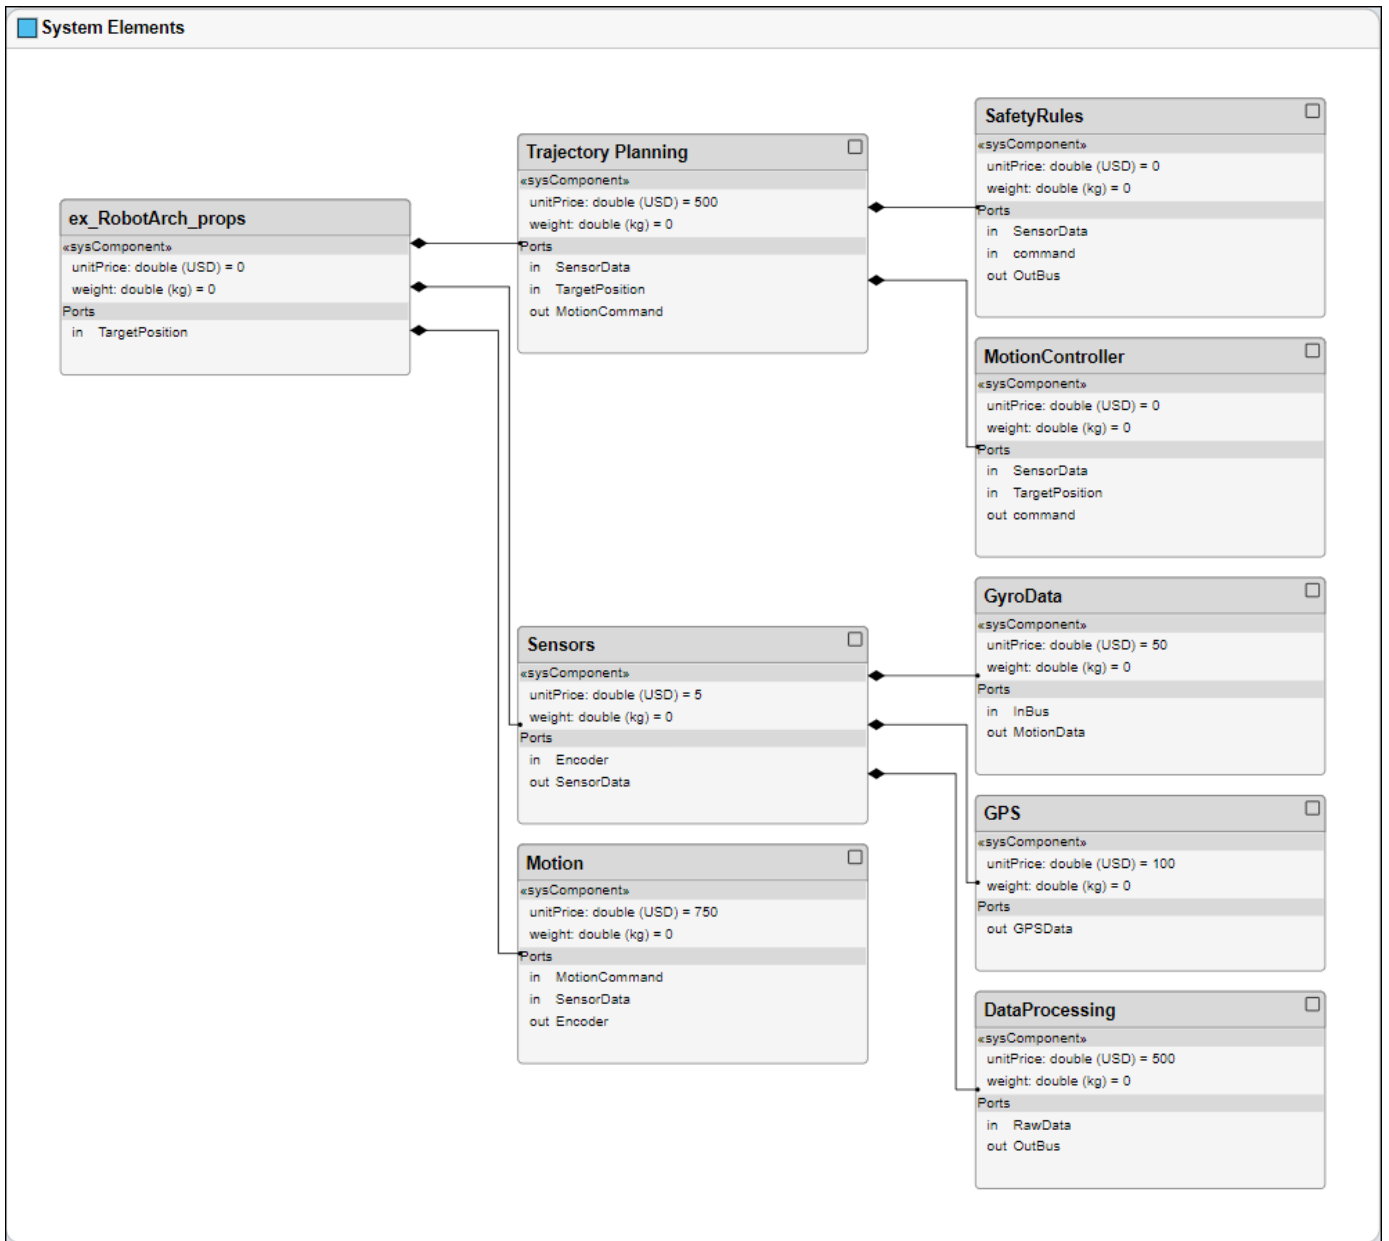 System Elements
ex_RobotArch_props
«sysComponent»
unitPrice: double (USD) = 0
weight: double (kg) = 0
Ports
in TargetPosition
Trajectory Planning
«sysComponent»
unitPrice: double (USD) = 500
weight: double (kg) = 0
Ports
in SensorData
in TargetPosition
out MotionCommand
Sensors
«sysComponent»
unitPrice: double (USD) = 5
weight: double (kg) = 0
Ports
in Encoder
out SensorData
Motion
«sysComponent»
unitPrice: double (USD) = 750
weight: double (kg) = 0
Ports
in MotionCommand
in SensorData
out Encoder
SafetyRules
«sysComponent»
unitPrice: double (USD) = 0
weight: double (kg) = 0
Ports
in SensorData
in command
out OutBus
MotionController
«sysComponent»
unitPrice: double (USD) = 0
weight: double (kg) = 0
Ports
in SensorData
in TargetPosition
out command
GyroData
«sysComponent»
unitPrice: double (USD) = 50
weight: double (kg) = 0
Ports
in InBus
out MotionData
GPS
«sysComponent»
unitPrice: double (USD) = 100
weight: double (kg) = 0
Ports
out GPSData
DataProcessing
«sysComponent»
unitPrice: double (USD) = 500
weight: double (kg) = 0
Ports
in RawData
out OutBus